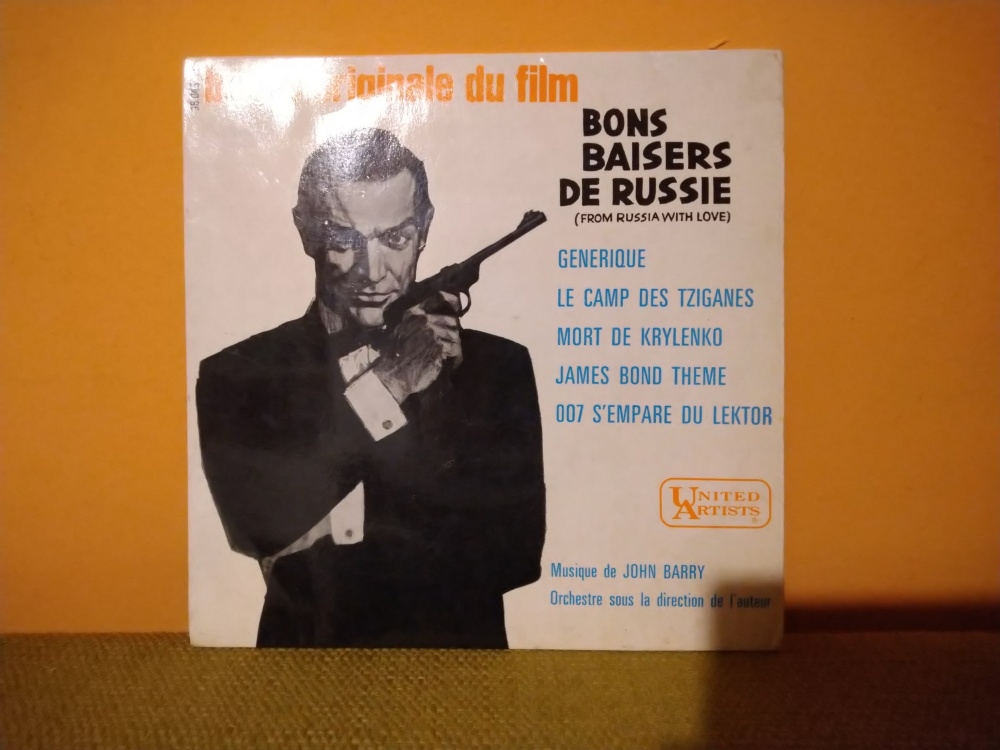 originale du film
BONS
BAISERS
DE RUSSIE
(FROM RUSSIA WITH LOVE)
GENERIQUE
LE CAMP DES TZIGANES
MORT DE KRYLENKO
JAMES BOND THEME
007 S'EMPARE DU LEKTOR
UNITED
ARTISTS
Musique de JOHN BARRY
Orchestre sous la direction de l'auteur